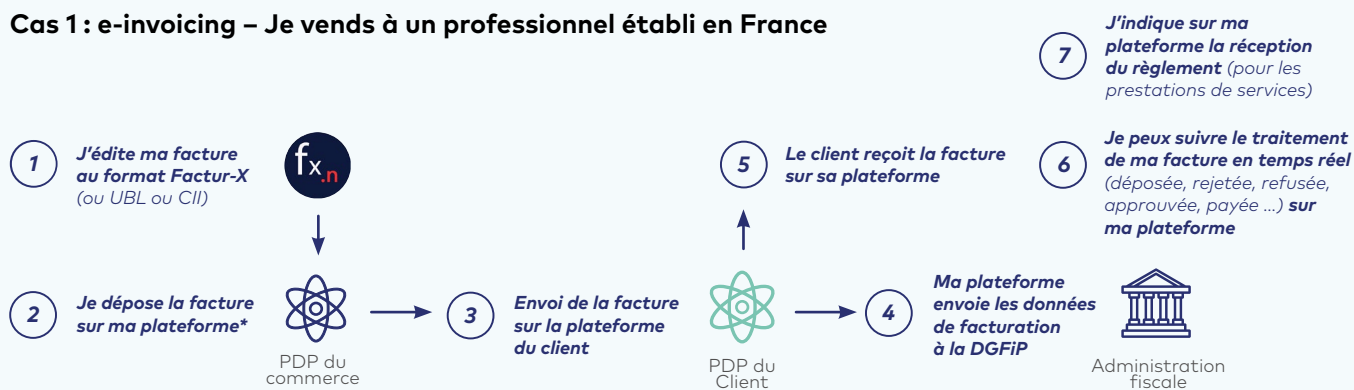 Cas 1 : e-invoicing – Je vends à un professionnel établi en France
1
J'édite ma facture
au format Factur-X
(ou UBL ou CII)
fx.n
2
Je dépose la facture
sur ma plateforme*
PDP du
commerce
3
Envoi de la facture
sur la plateforme
du client
PDP du
Client
4
Ma plateforme
envoie les données
de facturation
à la DGFiP
Administration
fiscale
5
Le client reçoit la facture
sur sa plateforme
6
Je peux suivre le traitement
de ma facture en temps réel
(déposée, rejetée, refusée,
approuvée, payée ...) sur
ma plateforme
7
J'indique sur ma
plateforme la réception
du règlement (pour les
prestations de services)